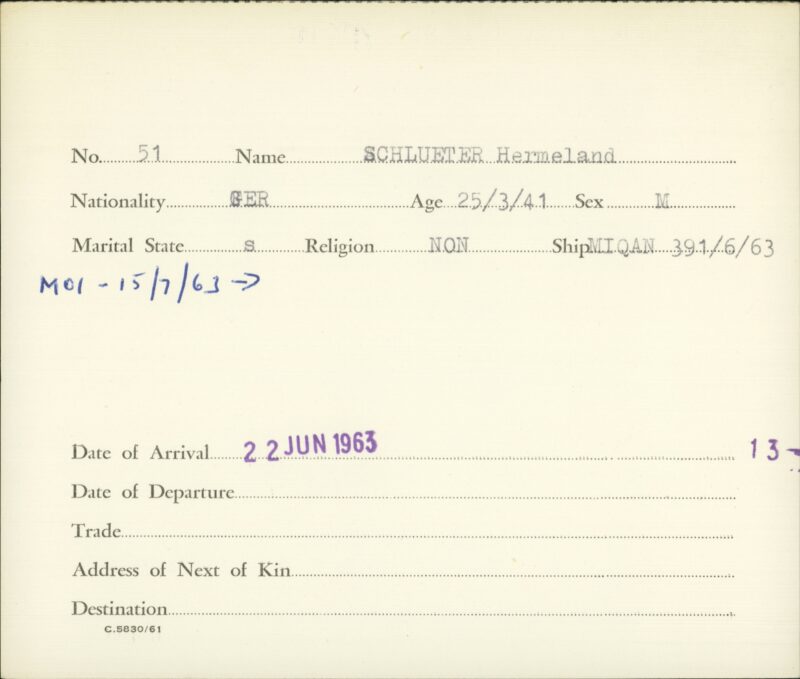 No. 51 Name SCHLUETER Hermeland
Nationality GER Age 25/3/41 Sex M
Marital State s Religion NON Ship MIQAN 391/6/63
M01 - 15/7/63 →
Date of Arrival 22 JUN 1963 13
Date of Departure
Trade
Address of Next of Kin
Destination
C.5830/61